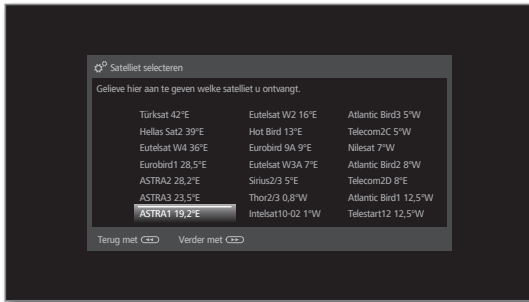 Satelliet selecteren
Gelieve hier aan te geven welke satelliet u ontvangt.
Türksat 42°E
Hellas Sat2 39°E
Eutelsat W4 36°E
Eurobird1 28,5°E
ASTRA2 28,2°E
ASTRA3 23,5°E
ASTRA1 19,2°E
Eutelsat W2 16°E
Hot Bird 13°E
Eurobird 9A 9°E
Eutelsat W3A 7°E
Sirius2/3 5°E
Thor2/3 0,8°W
Intelsat10-02 1°W
Atlantic Bird3 5°W
Telecom2C 5°W
Nilesat 7°W
Atlantic Bird2 8°W
Telecom2D 8°E
Atlantic Bird1 12,5°W
Telestart12 12,5°W
Terug met Verder met